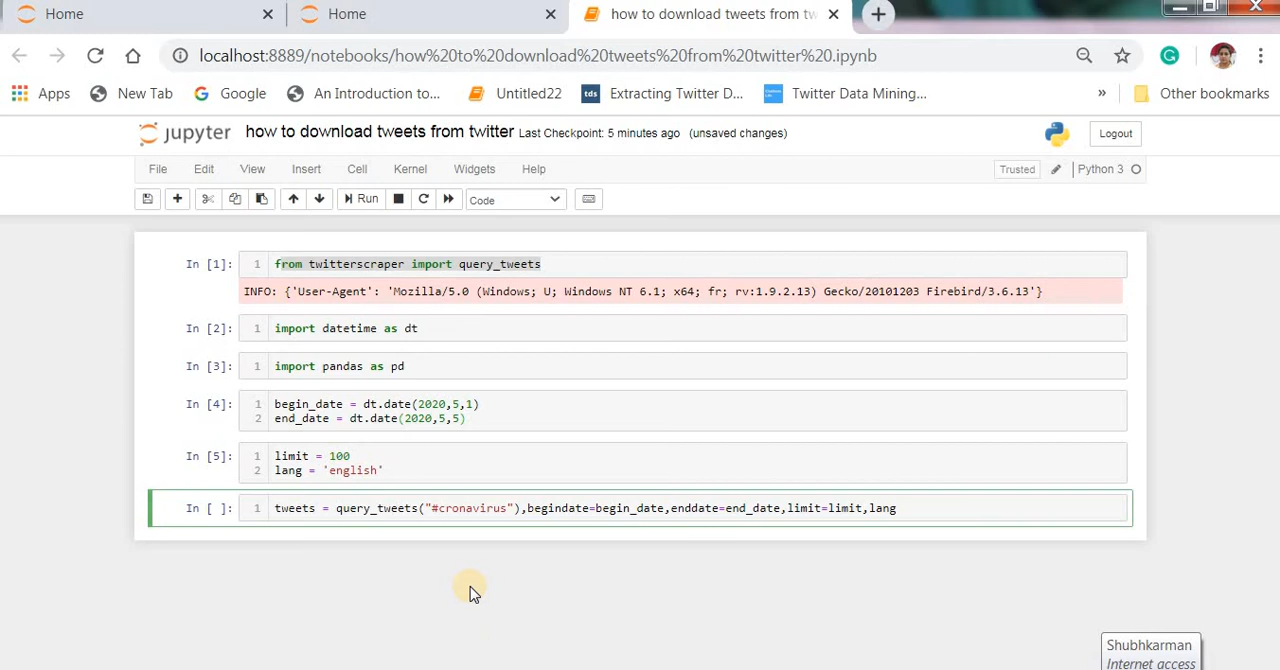 Home
Home
how to download tweets from tw
localhost:8889/notebooks/how%20to%20download%20tweets%20from%20twitter%20.ipynb
Apps New Tab Google An Introduction to... Untitled22 tds Extracting Twitter D... Twitter Data Mining... » Other bookmarks
jupyter how to download tweets from twitter Last Checkpoint: 5 minutes ago (unsaved changes) Logout
File Edit View Insert Cell Kernel Widgets Help Trusted Python 3
Run Code
In [1]: 1 from twitterscraper import query_tweets
INFO: {'User-Agent': 'Mozilla/5.0 (Windows; U; Windows NT 6.1; x64; fr; rv:1.9.2.13) Gecko/20101203 Firebird/3.6.13'}
In [2]: 1 import datetime as dt
In [3]: 1 import pandas as pd
In [4]: 1 begin_date = dt.date(2020,5,1)
2 end_date = dt.date(2020,5,5)
In [5]: 1 limit = 100
2 lang = 'english'
In [ ]: 1 tweets = query_tweets("#cronavirus"),begindate=begin_date,enddate=end_date,limit=limit,lang
Shubhkarman
Internet access